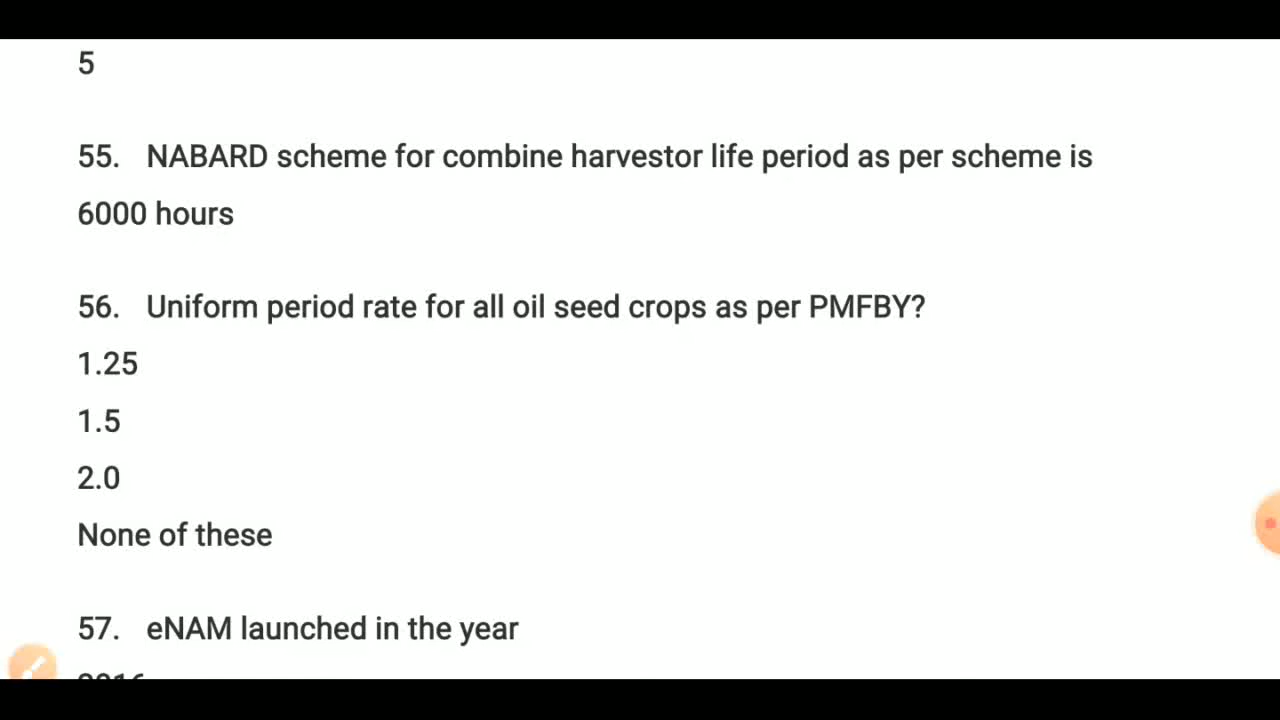 5
55. NABARD scheme for combine harvestor life period as per scheme is
6000 hours
56. Uniform period rate for all oil seed crops as per PMFBY?
1.25
1.5
2.0
None of these
57. eNAM launched in the year
2016